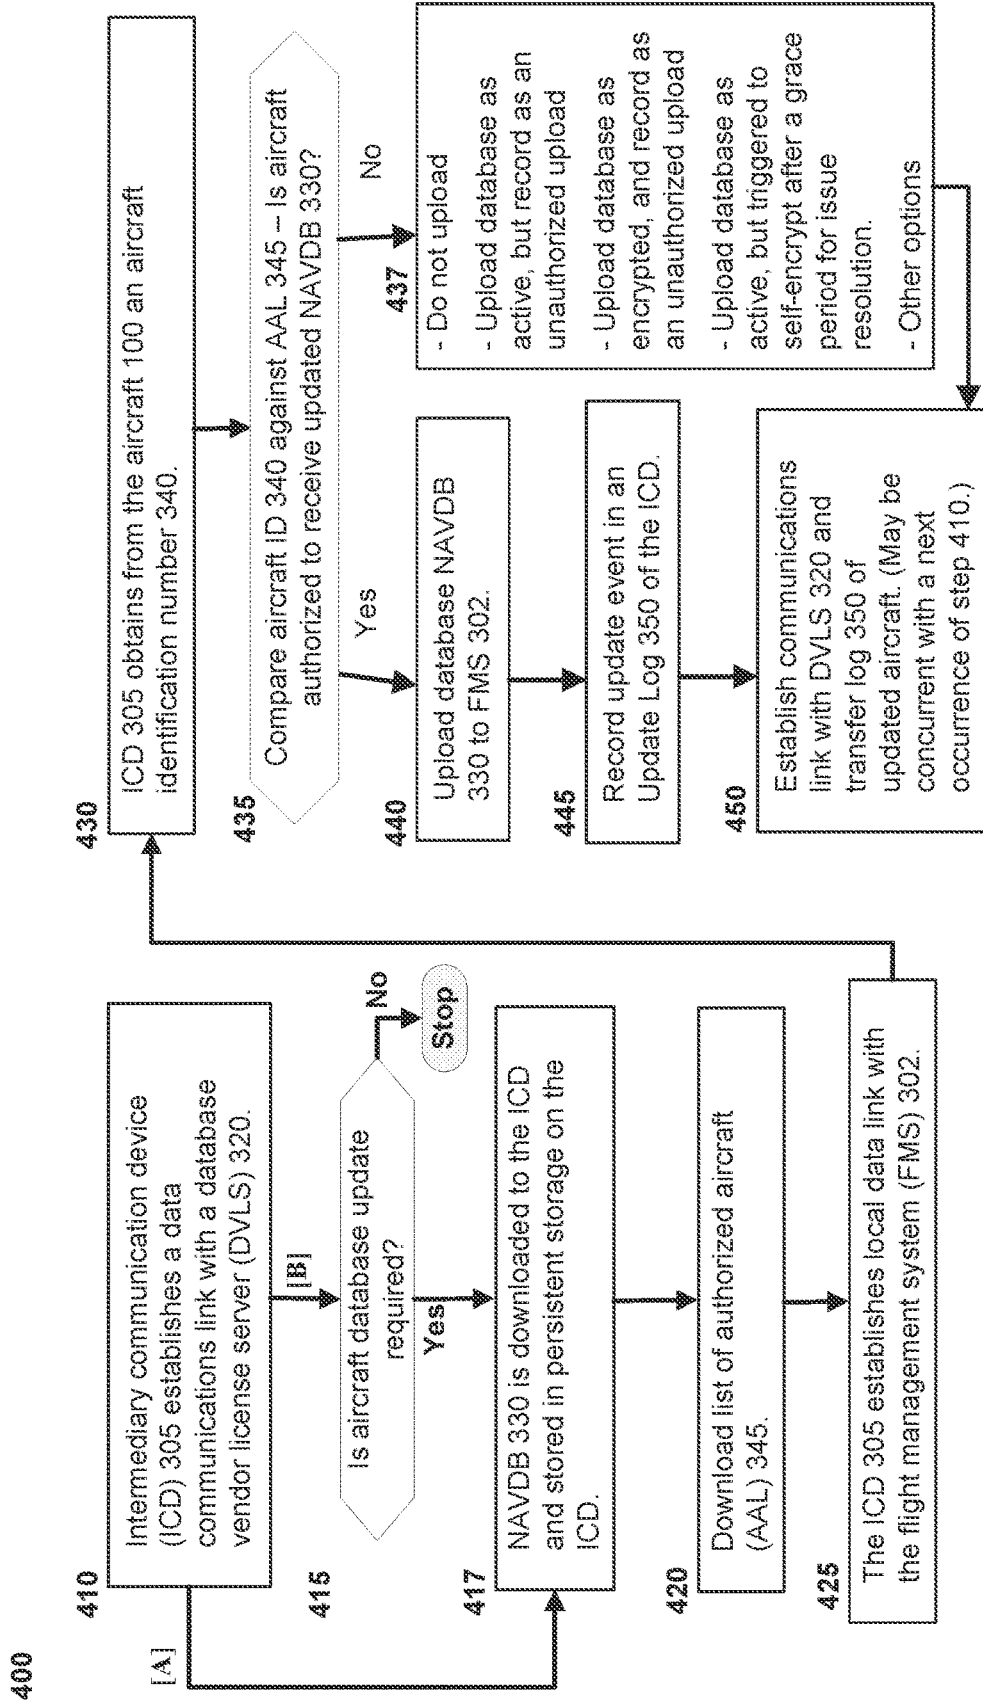 400
410
Intermediary communication device
(ICD) 305 establishes a data
communications link with a database
vendor license server (DVLS) 320.
[A]
[B]
415
Is aircraft database update
required?
No
Stop
Yes
417
NAVDB 330 is downloaded to the ICD
and stored in persistent storage on the
ICD.
420
Download list of authorized aircraft
(AAL) 345.
425
The ICD 305 establishes local data link with
the flight management system (FMS) 302.
430
ICD 305 obtains from the aircraft 100 an aircraft
identification number 340.
435
Compare aircraft ID 340 against AAL 345 – Is aircraft
authorized to receive updated NAVDB 330?
Yes
No
440
Upload database NAVDB
330 to FMS 302.
437
- Do not upload
- Upload database as
active, but record as an
unauthorized upload
- Upload database as
encrypted, and record as
an unauthorized upload
- Upload database as
active, but triggered to
self-encrypt after a grace
period for issue
resolution.
- Other options
445
Record update event in an
Update Log 350 of the ICD.
450
Establish communications
link with DVLS 320 and
transfer log 350 of
updated aircraft. (May be
concurrent with a next
occurrence of step 410.)